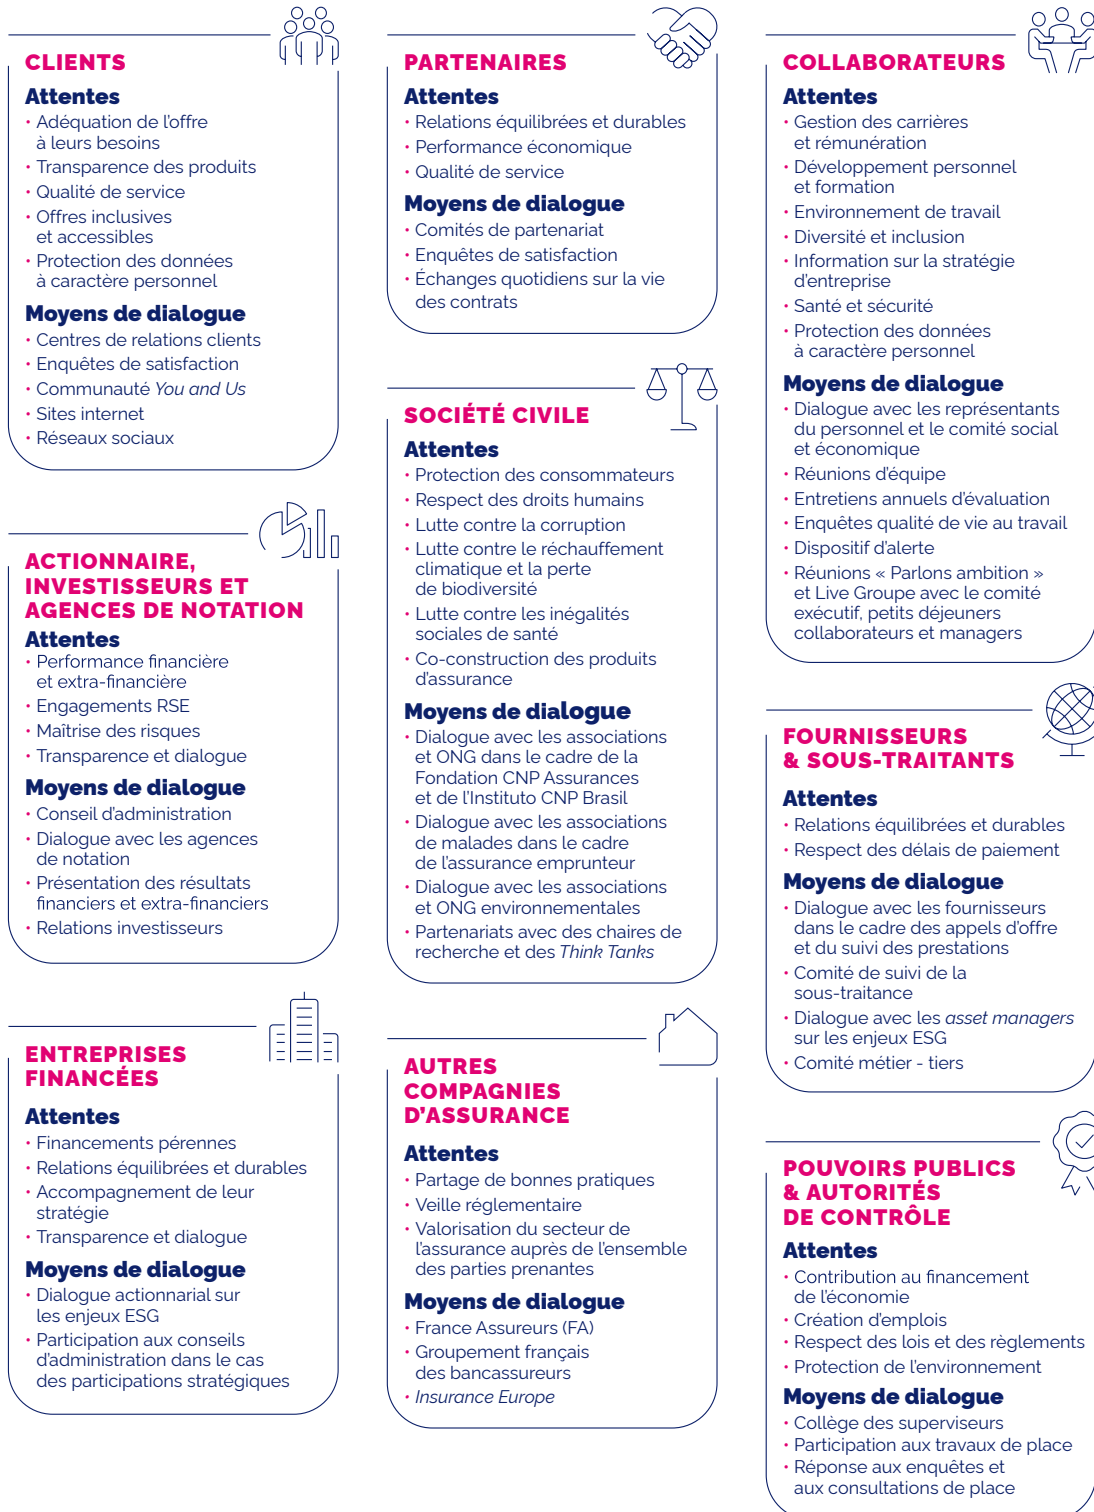 CLIENTS
Attentes
• Adéquation de l'offre
à leurs besoins
• Transparence des produits
• Qualité de service
• Offres inclusives
et accessibles
• Protection des données
à caractère personnel
Moyens de dialogue
• Centres de relations clients
• Enquêtes de satisfaction
• Communauté You and Us
• Sites internet
• Réseaux sociaux
ACTIONNAIRE,
INVESTISSEURS ET
AGENCES DE NOTATION
Attentes
• Performance financière
et extra-financière
• Engagements RSE
• Maîtrise des risques
• Transparence et dialogue
Moyens de dialogue
• Conseil d'administration
• Dialogue avec les agences
de notation
• Présentation des résultats
financiers et extra-financiers
• Relations investisseurs
ENTREPRISES
FINANCÉES
Attentes
• Financements pérennes
• Relations équilibrées et durables
• Accompagnement de leur
stratégie
• Transparence et dialogue
Moyens de dialogue
• Dialogue actionnarial sur
les enjeux ESG
• Participation aux conseils
d'administration dans le cas
des participations stratégiques
PARTENAIRES
Attentes
• Relations équilibrées et durables
• Performance économique
• Qualité de service
Moyens de dialogue
• Comités de partenariat
• Enquêtes de satisfaction
• Échanges quotidiens sur la vie
des contrats
SOCIÉTÉ CIVILE
Attentes
• Protection des consommateurs
• Respect des droits humains
• Lutte contre la corruption
• Lutte contre le réchauffement
climatique et la perte
de biodiversité
• Lutte contre les inégalités
sociales de santé
• Co-construction des produits
d'assurance
Moyens de dialogue
• Dialogue avec les associations
et ONG dans le cadre de la
Fondation CNP Assurances
et de l'Instituto CNP Brasil
• Dialogue avec les associations
de malades dans le cadre
de l'assurance emprunteur
• Dialogue avec les associations
et ONG environnementales
• Partenariats avec des chaires de
recherche et des Think Tanks
AUTRES
COMPAGNIES
D'ASSURANCE
Attentes
• Partage de bonnes pratiques
• Veille réglementaire
• Valorisation du secteur de
l'assurance auprès de l'ensemble
des parties prenantes
Moyens de dialogue
• France Assureurs (FA)
• Groupement français
des bancassureurs
• Insurance Europe
COLLABORATEURS
Attentes
• Gestion des carrières
et rémunération
• Développement personnel
et formation
• Environnement de travail
• Diversité et inclusion
• Information sur la stratégie
d'entreprise
• Santé et sécurité
• Protection des données
à caractère personnel
Moyens de dialogue
• Dialogue avec les représentants
du personnel et le comité social
et économique
• Réunions d'équipe
• Entretiens annuels d'évaluation
• Enquêtes qualité de vie au travail
• Dispositif d'alerte
• Réunions « Parlons ambition »
et Live Groupe avec le comité
exécutif, petits déjeuners
collaborateurs et managers
FOURNISSEURS
& SOUS-TRAITANTS
Attentes
• Relations équilibrées et durables
• Respect des délais de paiement
Moyens de dialogue
• Dialogue avec les fournisseurs
dans le cadre des appels d'offre
et du suivi des prestations
• Comité de suivi de la
sous-traitance
• Dialogue avec les asset managers
sur les enjeux ESG
• Comité métier - tiers
POUVOIRS PUBLICS
& AUTORITÉS
DE CONTRÔLE
Attentes
• Contribution au financement
de l'économie
• Création d'emplois
• Respect des lois et des règlements
• Protection de l'environnement
Moyens de dialogue
• Collège des superviseurs
• Participation aux travaux de place
• Réponse aux enquêtes et
aux consultations de place